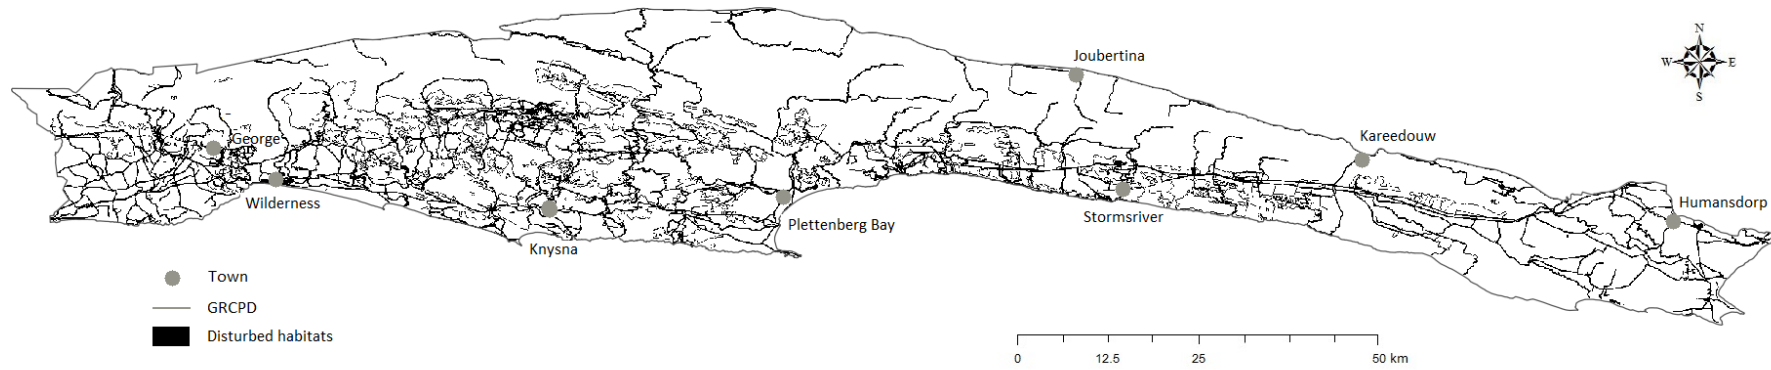 N
Joubertina
W E
S
Kareedouw
George
Wilderness
Humansdorp
Stormsriver
Plettenberg Bay
Knysna
Town
GRCPD
Disturbed habitats
0 12.5 25 50 km